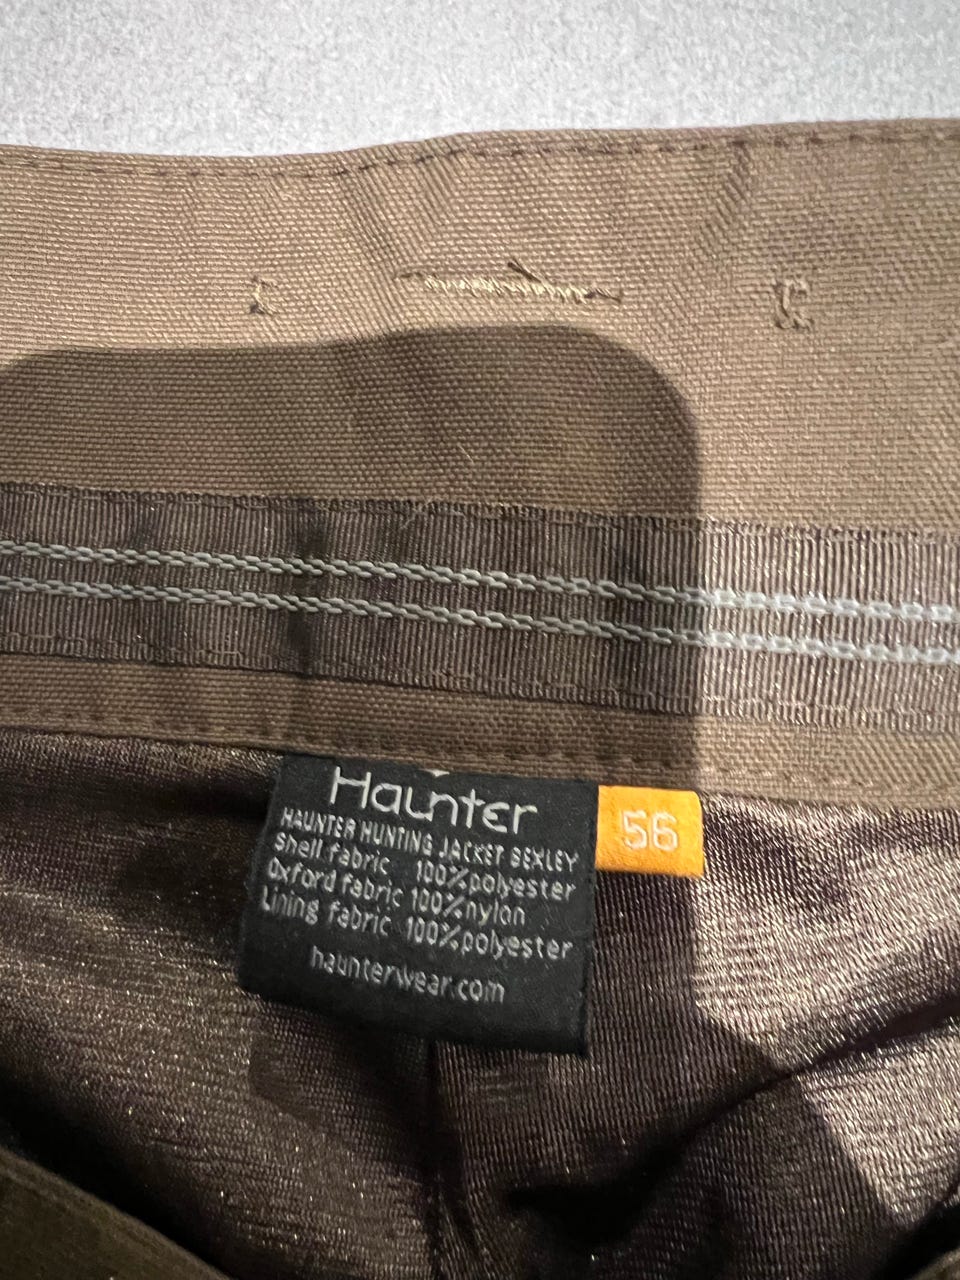 Haunter
56
HAUNTER HUNTING JACKET BEXLEY
Shell fabric 100%polyester
Oxford fabric 100%nylon
Lining fabric 100%polyester
haunterwear.com